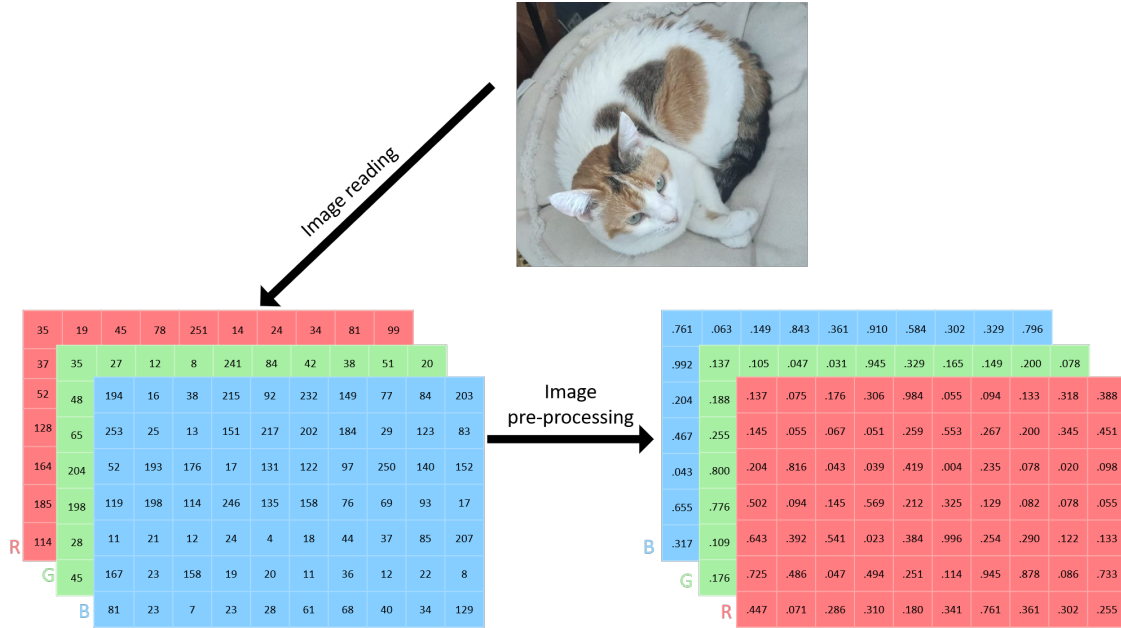 Image reading
35 19 45 78 251 14 24 34 81 99
37 35 27 12 8 241 84 42 38 51 20
52 48 194 16 38 215 92 232 149 77 84 203
128 65 253 25 13 151 217 202 184 29 123 83
164 204 52 193 176 17 131 122 97 250 140 152
185 198 119 198 114 246 135 158 76 69 93 17
R 114 28 11 21 12 24 4 18 44 37 85 207
G 45 167 23 158 19 20 11 36 12 22 8
B 81 23 7 23 28 61 68 40 34 129
Image
pre-processing
.761 .063 .149 .843 .361 .910 .584 .302 .329 .796
.992 .137 .105 .047 .031 .945 .329 .165 .149 .200 .078
.204 .188 .137 .075 .176 .306 .984 .055 .094 .133 .318 .388
.467 .255 .145 .055 .067 .051 .259 .553 .267 .200 .345 .451
.043 .800 .204 .816 .043 .039 .419 .004 .235 .078 .020 .098
.655 .776 .502 .094 .145 .569 .212 .325 .129 .082 .078 .055
B .317 .109 .643 .392 .541 .023 .384 .996 .254 .290 .122 .133
G .176 .725 .486 .047 .494 .251 .114 .945 .878 .086 .733
R .447 .071 .286 .310 .180 .341 .761 .361 .302 .255